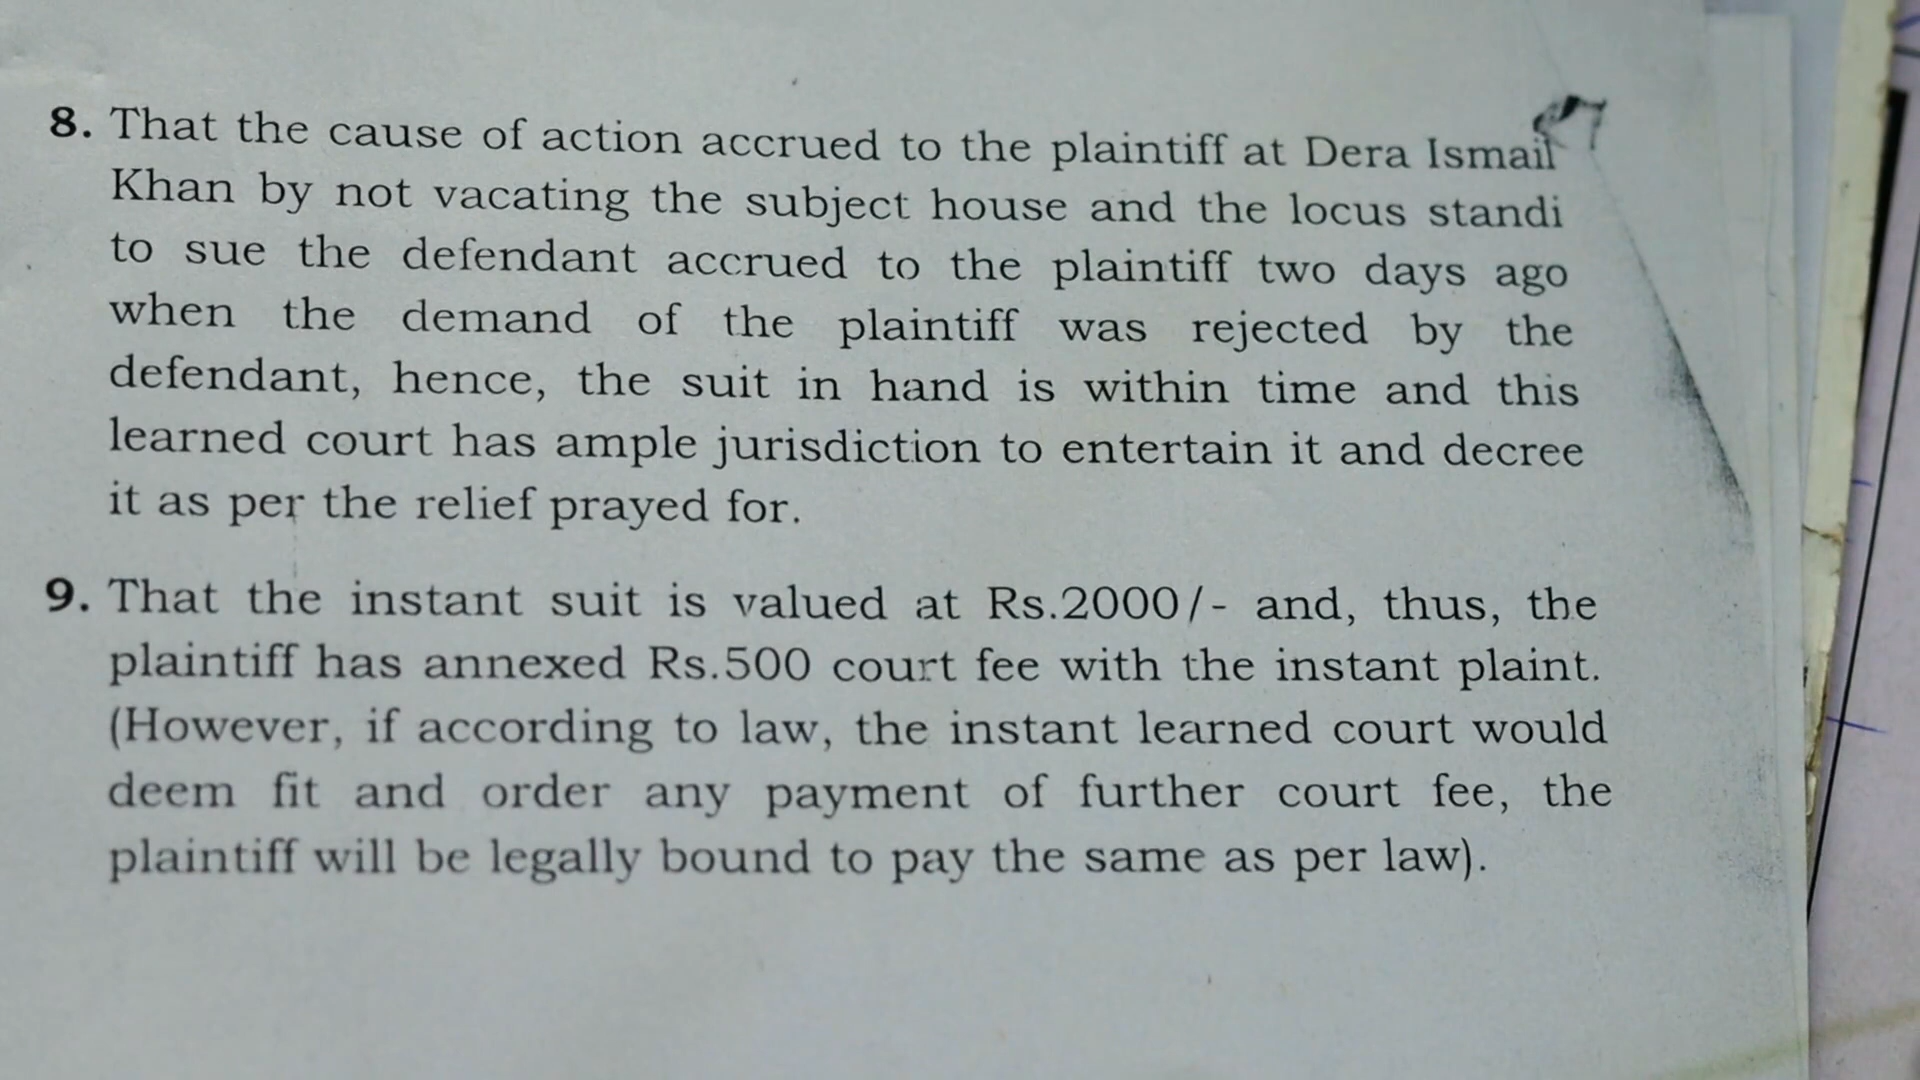 8. That the cause of action accrued to the plaintiff at Dera Ismail
Khan by not vacating the subject house and the locus standi
to sue the defendant accrued to the plaintiff two days ago
when the demand of the plaintiff was rejected by the
defendant, hence, the suit in hand is within time and this
learned court has ample jurisdiction to entertain it and decree
it as per the relief prayed for.
9. That the instant suit is valued at Rs.2000/- and, thus, the
plaintiff has annexed Rs.500 court fee with the instant plaint.
(However, if according to law, the instant learned court would
deem fit and order any payment of further court fee, the
plaintiff will be legally bound to pay the same as per law).